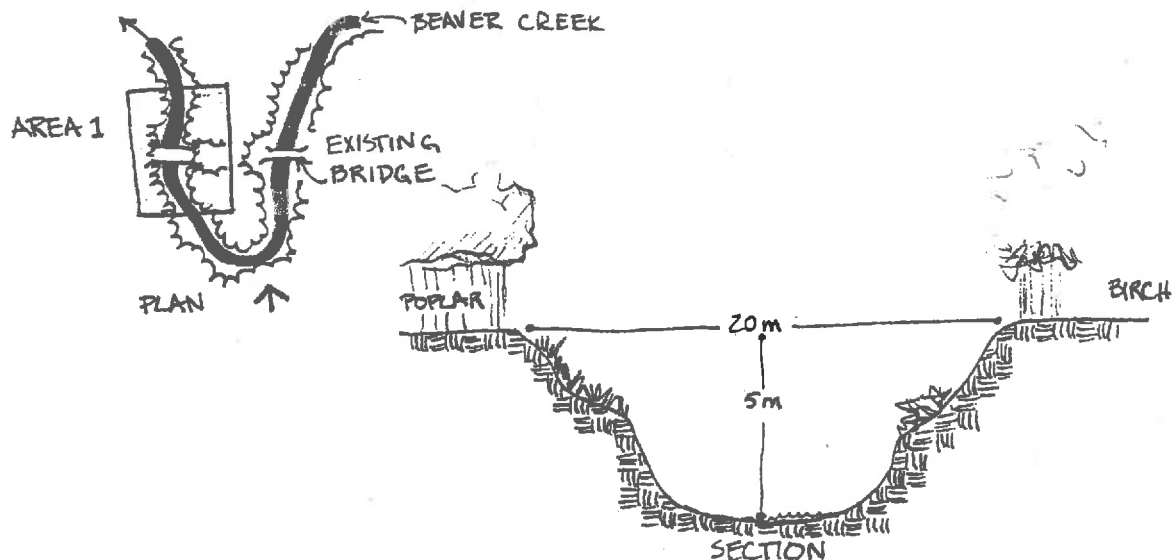 BEAVER CREEK
AREA 1
EXISTING
BRIDGE
PLAN
POPLAR
BIRCH
20m
5m
SECTION